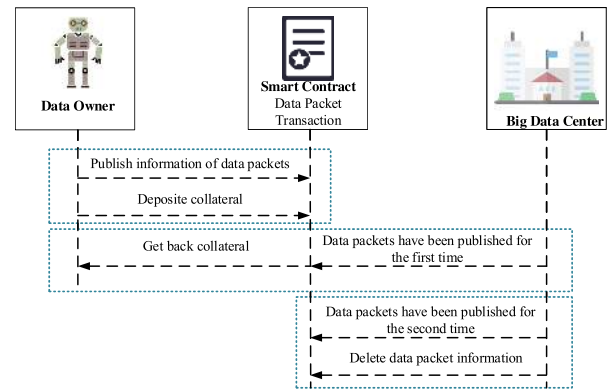 Data Owner
Smart Contract
Data Packet
Transaction
Big Data Center
Publish information of data packets
Deposite collateral
Get back collateral
Data packets have been published for
the first time
Data packets have been published for
the second time
Delete data packet information